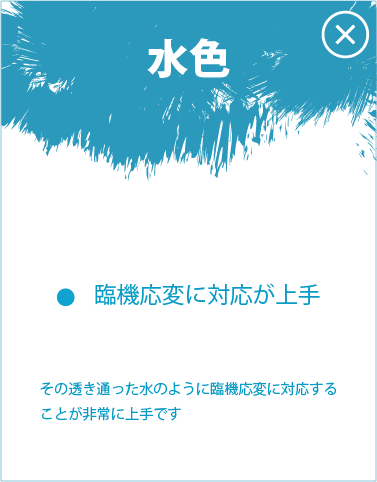 水色
臨機応変に対応が上手
その透き通った水のように臨機応変に対応する
ことが非常に上手です